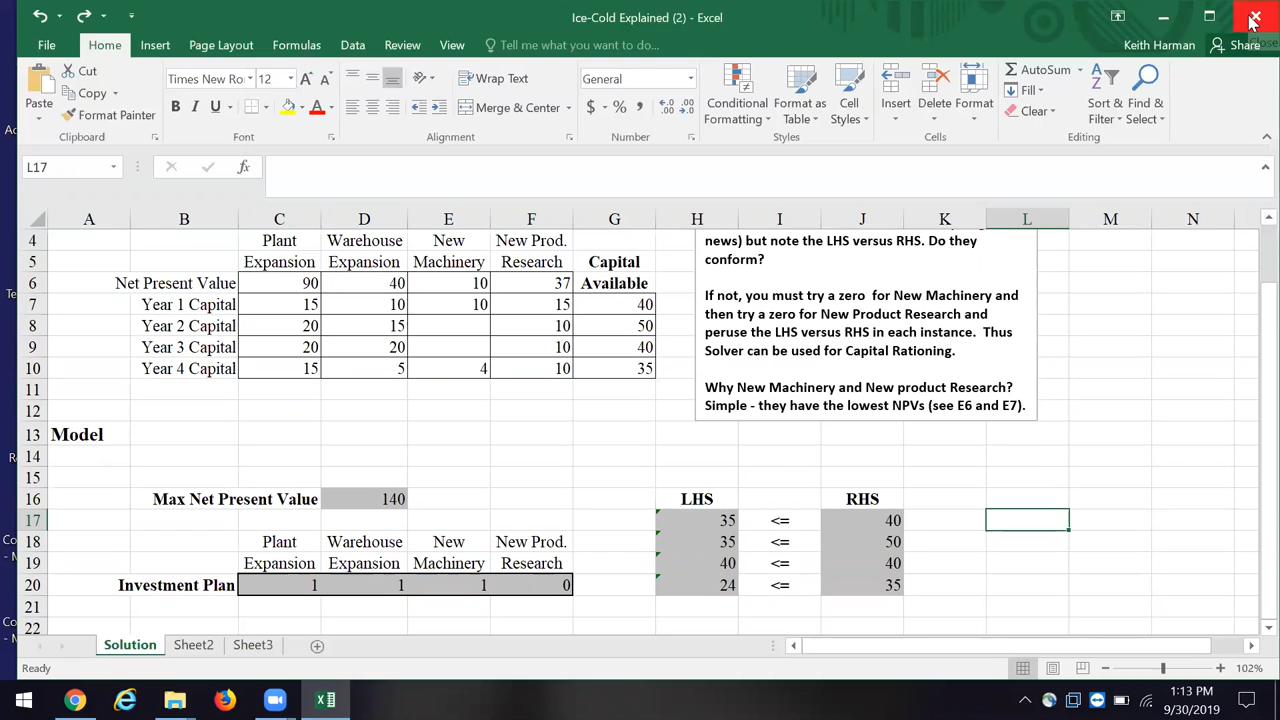 Ice-Cold Explained (2) - Excel
File Home Insert Page Layout Formulas Data Review View Tell me what you want to do... Keith Harman Share
Close
Paste Cut Copy Format Painter
Times New Ro 12
B I U A
Wrap Text
Merge & Center
General
$ % ,
Conditional Formatting Format as Table Cell Styles
Insert Delete Format
AutoSum
Fill
Clear
Sort & Filter Find & Select
Clipboard Font Alignment Number Styles Cells Editing
L17 fx
A B C D E F G H I J K L M N
4 Plant Warehouse New New Prod.
5 Expansion Expansion Machinery Research Capital
6 Net Present Value 90 40 10 37 Available
7 Year 1 Capital 15 10 10 15 40
8 Year 2 Capital 20 15 10 50
9 Year 3 Capital 20 20 10 40
10 Year 4 Capital 15 5 4 10 35
news) but note the LHS versus RHS. Do they
conform?
If not, you must try a zero for New Machinery and
then try a zero for New Product Research and
peruse the LHS versus RHS in each instance. Thus
Solver can be used for Capital Rationing.
Why New Machinery and New product Research?
Simple - they have the lowest NPVs (see E6 and E7).
11
12
13 Model
14
15
16 Max Net Present Value 140 LHS RHS
17 35 <= 40
18 Plant Warehouse New New Prod. 35 <= 50
19 Expansion Expansion Machinery Research 40 <= 40
20 Investment Plan 1 1 1 0 24 <= 35
21
22
Solution Sheet2 Sheet3
Ready 102%
1:13 PM
9/30/2019